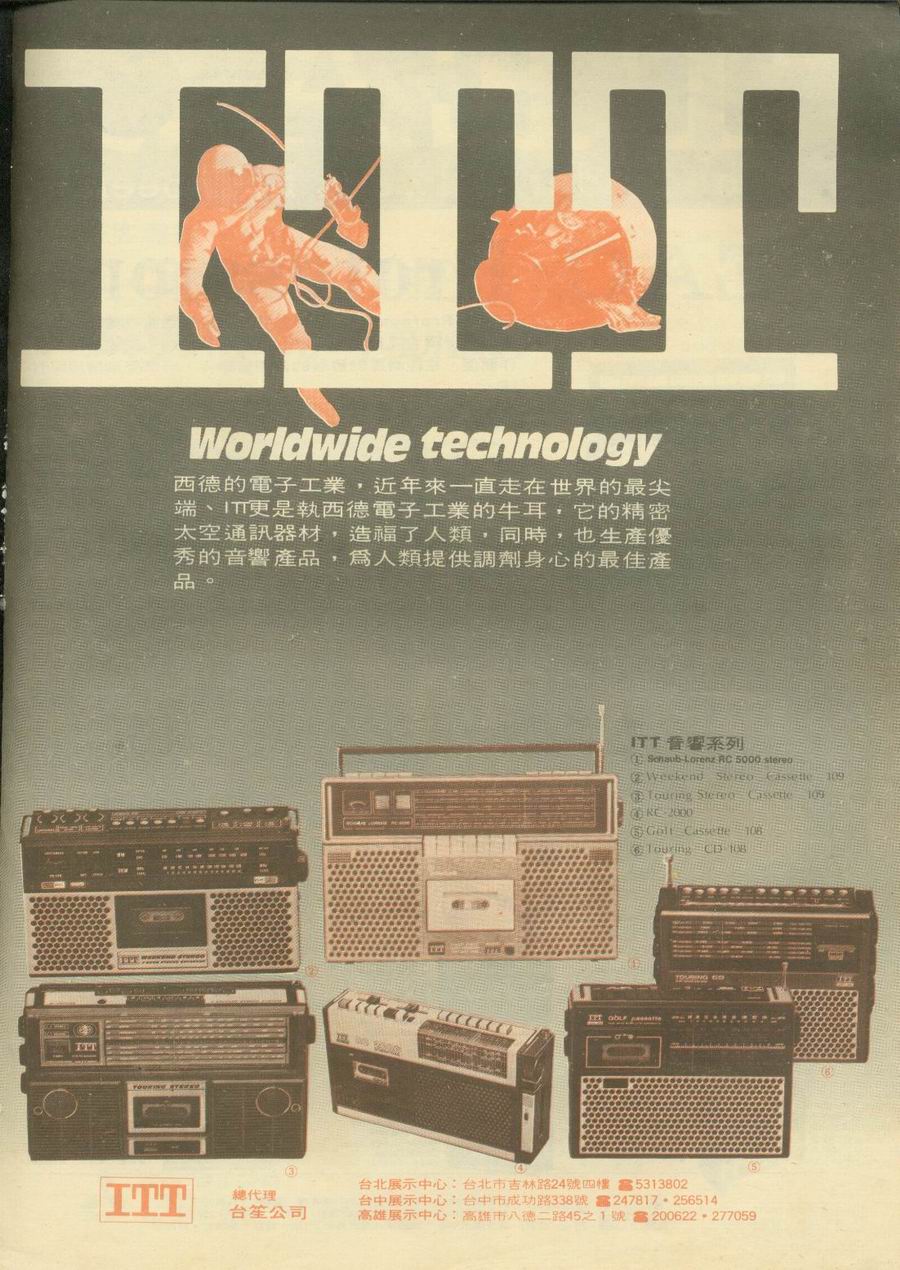 ITT
Worldwide technology
西德的電子工業，近年來一直走在世界的最尖
端、ITT更是執西德電子工業的牛耳，它的精密
太空通訊器材，造福了人類，同時，也生產優
秀的音響產品，爲人類提供調劑身心的最佳產
品。
ITT 音響系列
① Schaub-Lorenz RC 5000 stereo
② Weekend Stereo Cassette 109
③ Touring Stereo Cassette 109
④ RC-2000
⑤ Golf Cassette 108
⑥ Touring CD-108
ITT WEEKEND STEREO
②
ITT
①
TOURING 
ITT
⑥
ITT
TOURING STEREO
③
④
ITT GOLF cassette
⑤
ITT
總代理
台笙公司
台北展示中心：台北市吉林路24號四樓 ☎5313802
台中展示中心：台中市成功路338號 ☎247817•256514
高雄展示中心：高雄市八德二路45之1號 ☎200622•277059